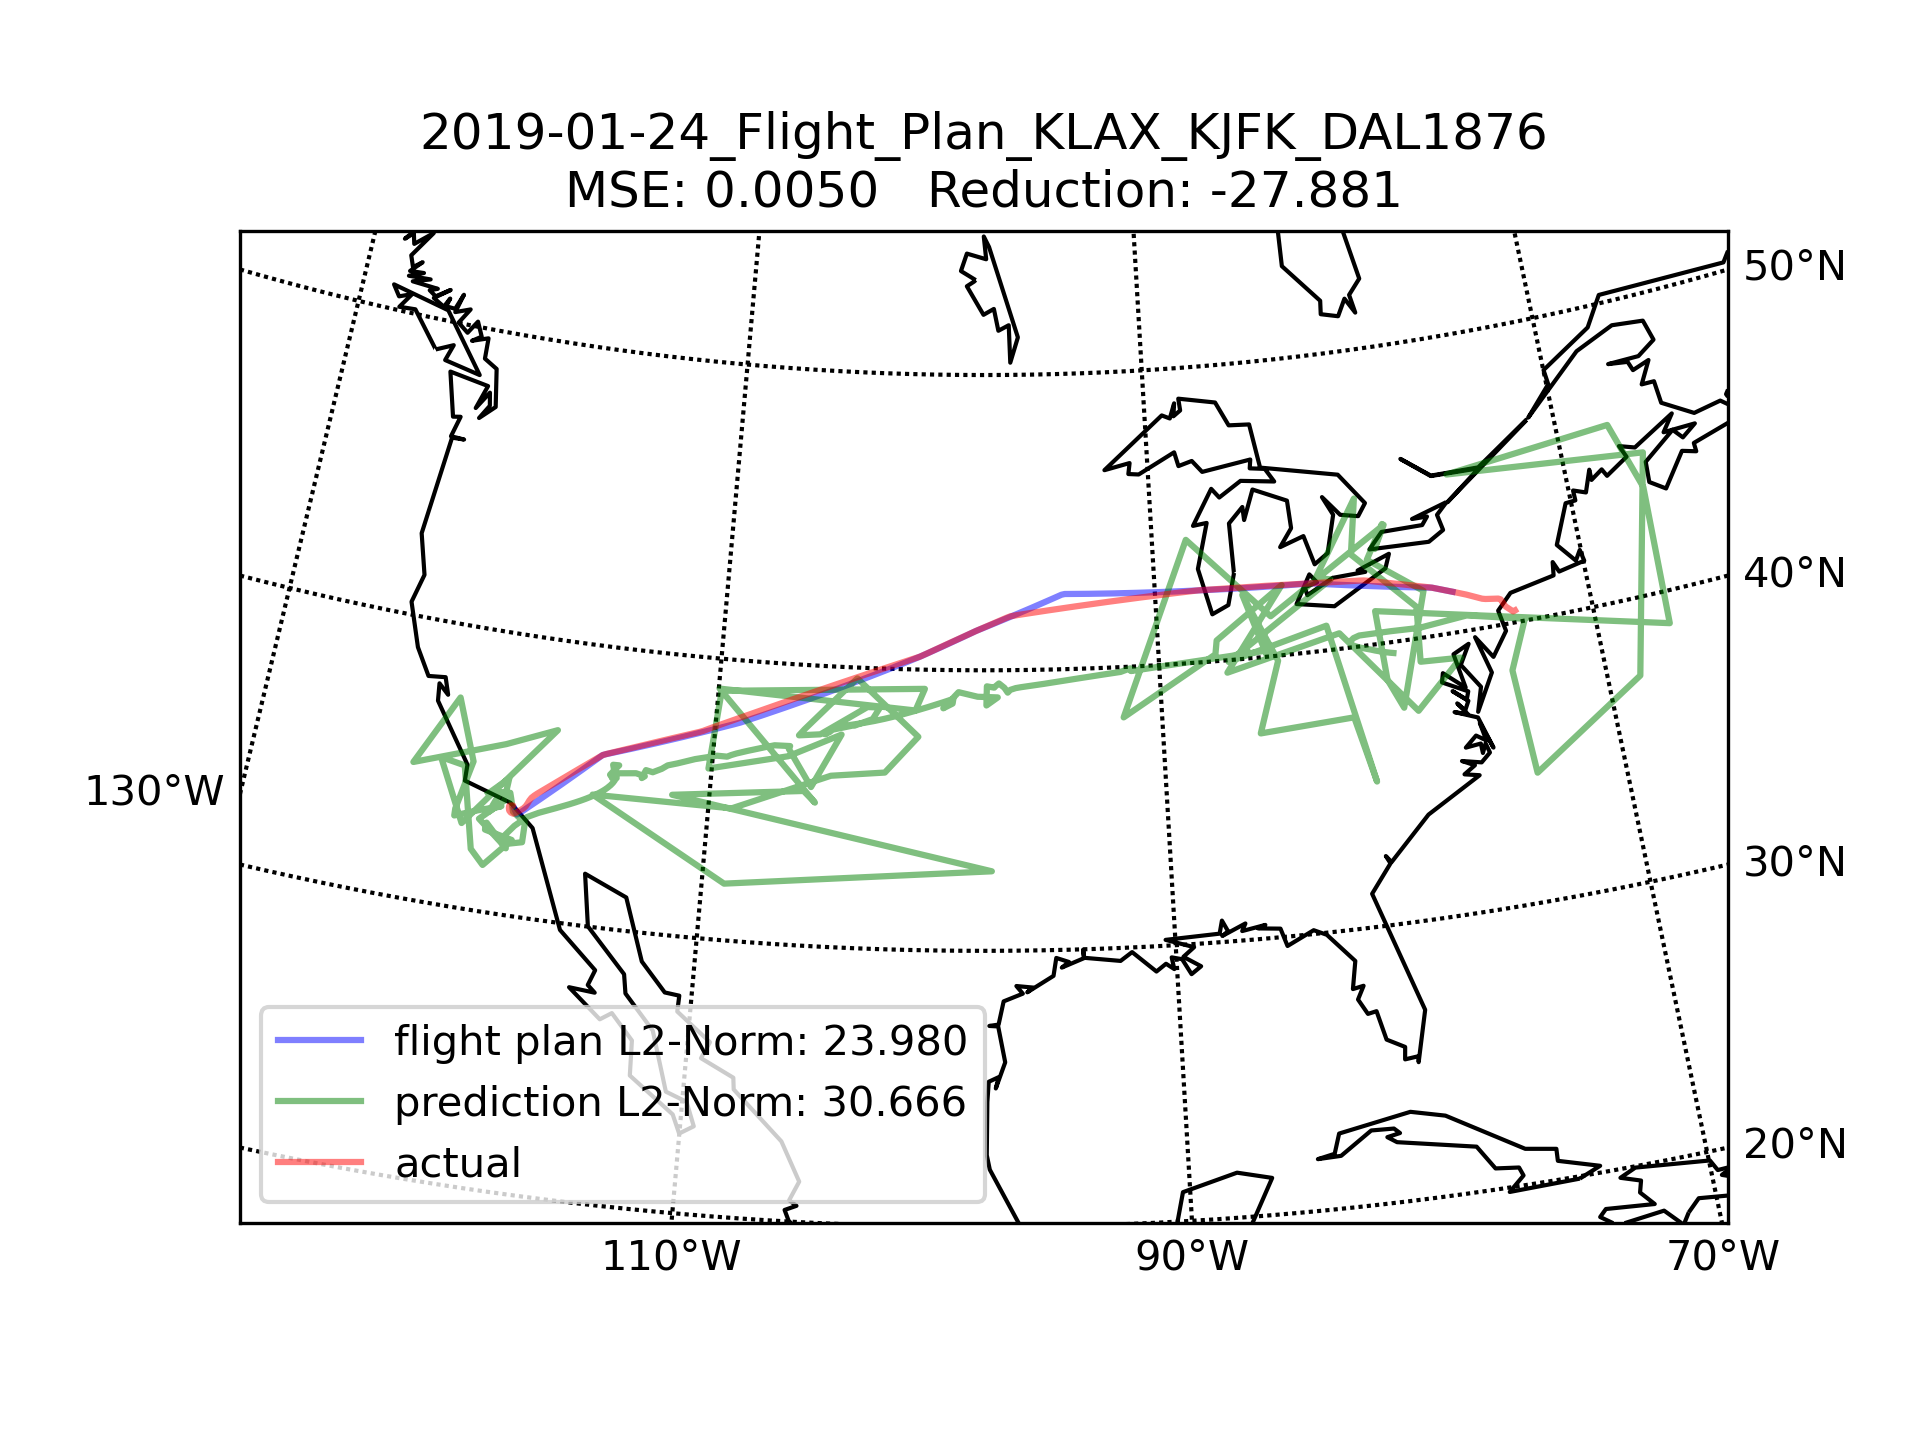 2019-01-24_Flight_Plan_KLAX_KJFK_DAL1876
MSE: 0.0050   Reduction: -27.881
50°N
40°N
130°W
30°N
flight plan L2-Norm: 23.980
prediction L2-Norm: 30.666
actual
20°N
110°W
90°W
70°W